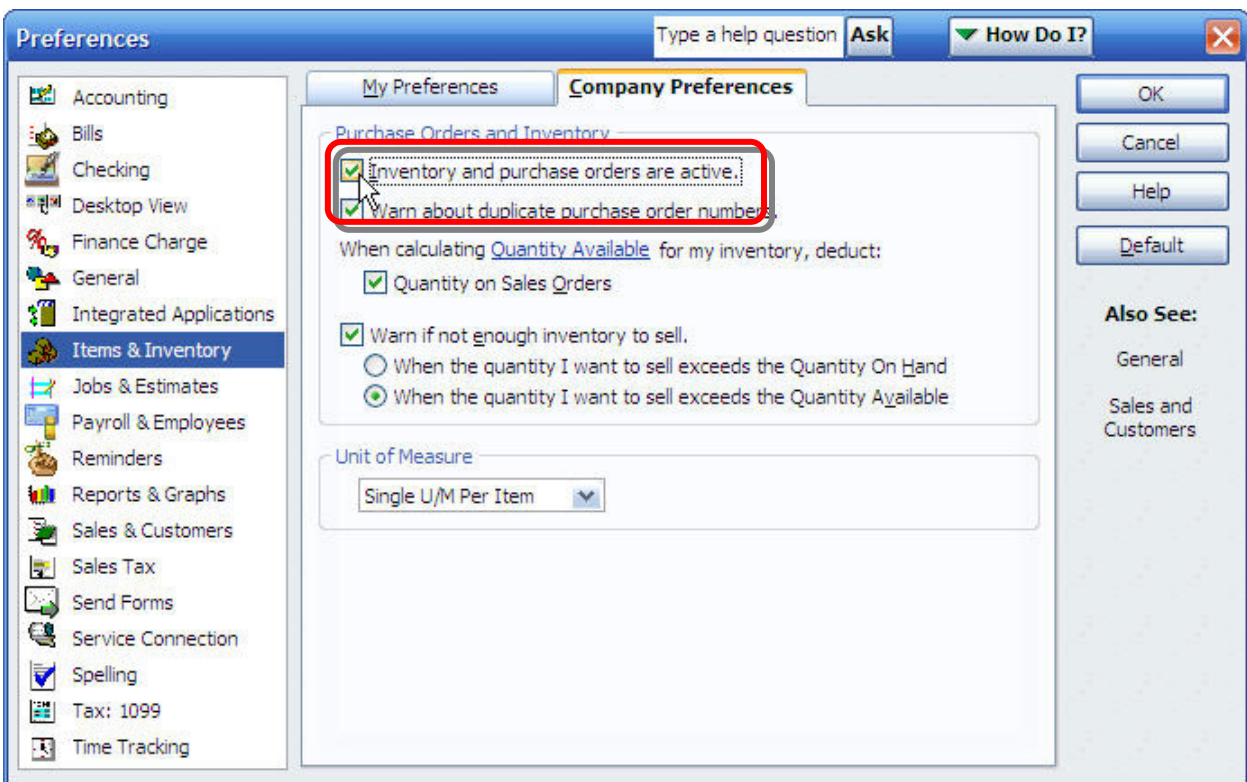 Preferences
Type a help question Ask
How Do I?
Accounting
Bills
Checking
Desktop View
Finance Charge
General
Integrated Applications
Items & Inventory
Jobs & Estimates
Payroll & Employees
Reminders
Reports & Graphs
Sales & Customers
Sales Tax
Send Forms
Service Connection
Spelling
Tax: 1099
Time Tracking
My Preferences
Company Preferences
Purchase Orders and Inventory
Inventory and purchase orders are active.
Warn about duplicate purchase order numbers.
When calculating Quantity Available for my inventory, deduct:
Quantity on Sales Orders
Warn if not enough inventory to sell.
When the quantity I want to sell exceeds the Quantity On Hand
When the quantity I want to sell exceeds the Quantity Available
Unit of Measure
Single U/M Per Item
OK
Cancel
Help
Default
Also See:
General
Sales and
Customers